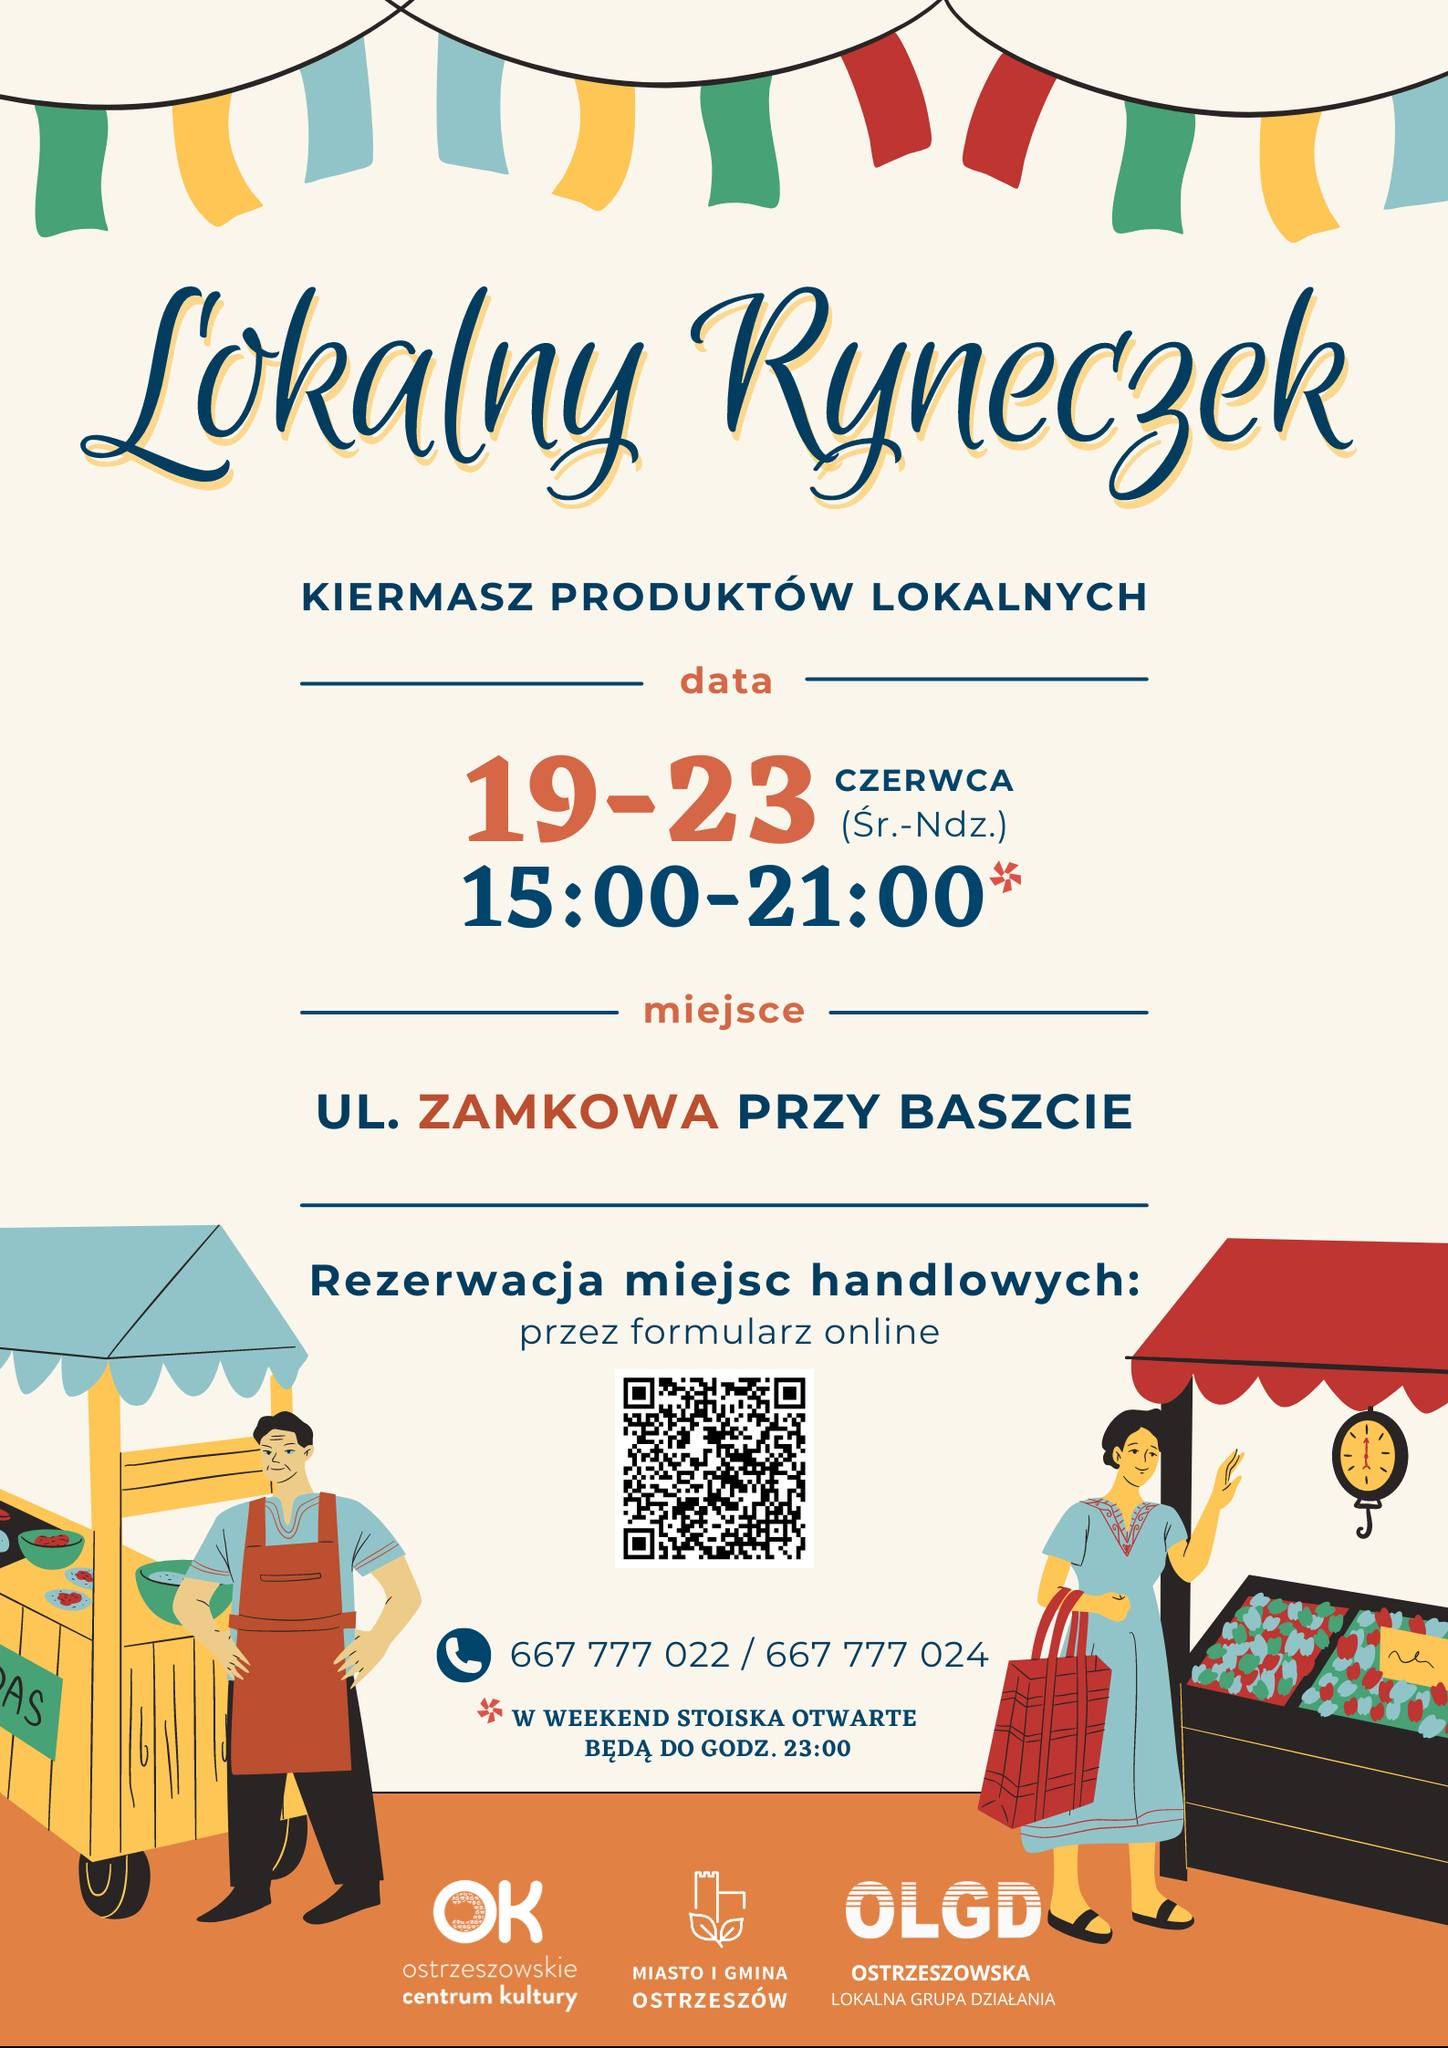 Lokalny Ryneczek
KIERMASZ PRODUKTÓW LOKALNYCH
data
19-23 CZERWCA
(Śr.-Ndz.)
15:00-21:00*
miejsce
UL. ZAMKOWA PRZY BASZCIE
Rezerwacja miejsc handlowych:
przez formularz online
667 777 022 / 667 777 024
* W WEEKEND STOISKA OTWARTE
BĘDĄ DO GODZ. 23:00
DAS
OK
ostrzeszowskie
centrum kultury
MIASTO I GMINA
OSTRZESZÓW
OLGD
OSTRZESZOWSKA
LOKALNA GRUPA DZIAŁANIA